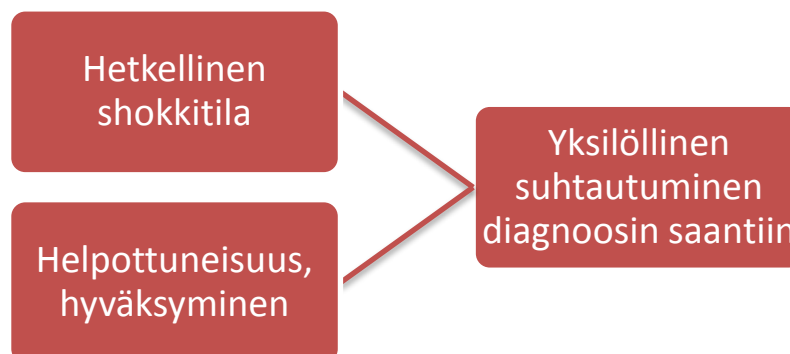 Hetkellinen
shokkitila
Helpottuneisuus,
hyväksyminen
Yksilöllinen
suhtautuminen
diagnoosin saantiin